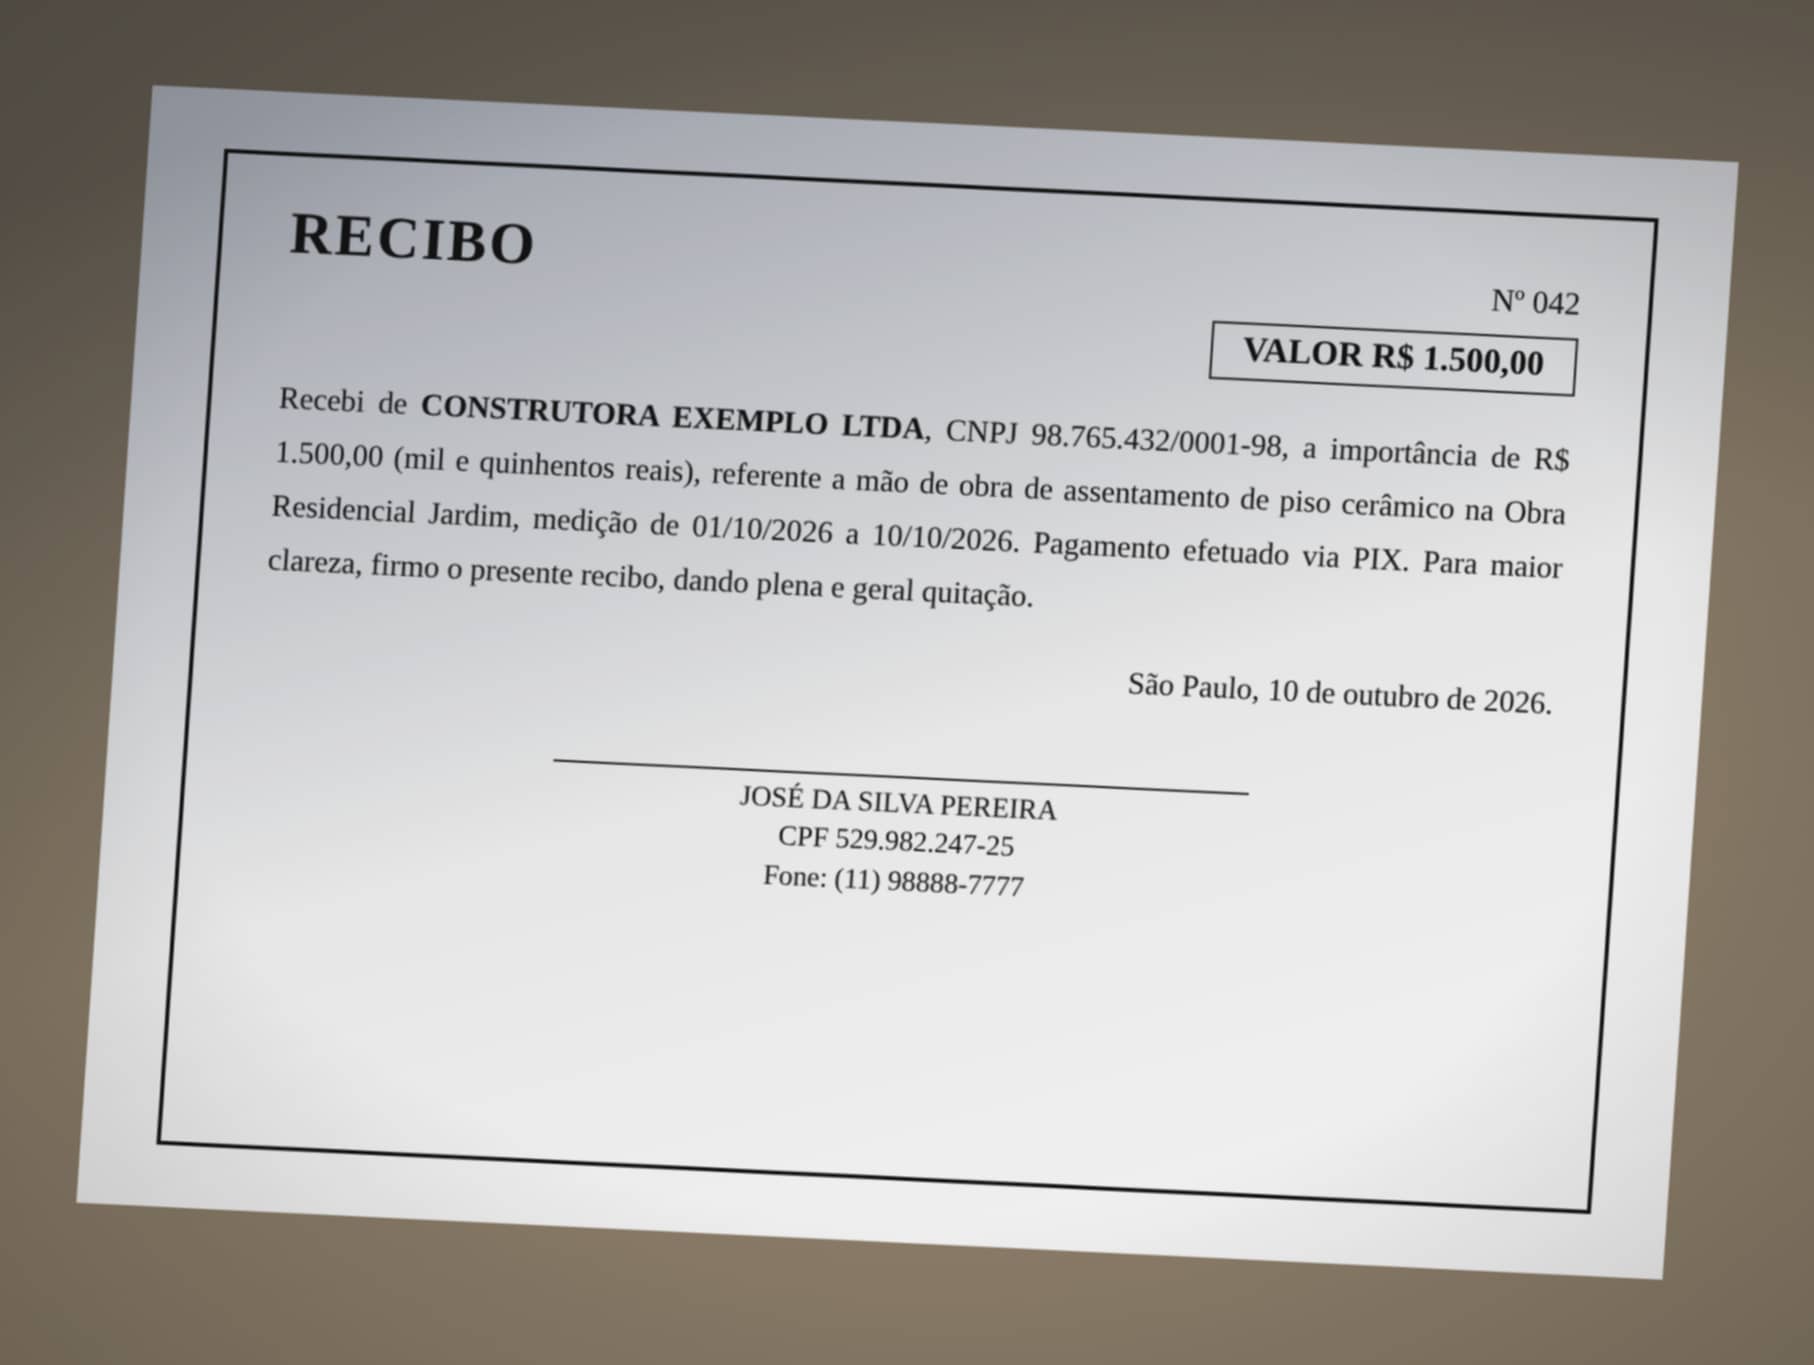 RECIBO
Nº 042
VALOR R$ 1.500,00
Recebi de CONSTRUTORA EXEMPLO LTDA, CNPJ 98.765.432/0001-98, a importância de R$
1.500,00 (mil e quinhentos reais), referente a mão de obra de assentamento de piso cerâmico na Obra
Residencial Jardim, medição de 01/10/2026 a 10/10/2026. Pagamento efetuado via PIX. Para maior
clareza, firmo o presente recibo, dando plena e geral quitação.
São Paulo, 10 de outubro de 2026.
JOSÉ DA SILVA PEREIRA
CPF 529.982.247-25
Fone: (11) 98888-7777